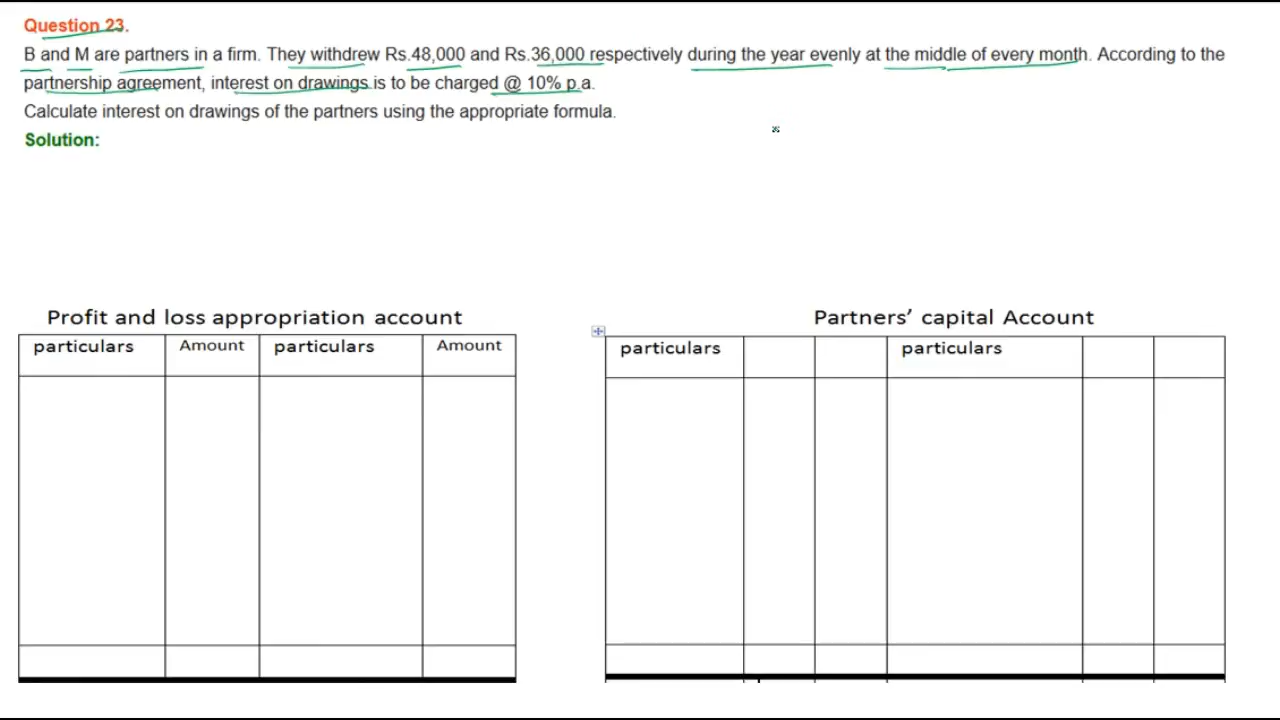 Question 23.
B and M are partners in a firm. They withdrew Rs.48,000 and Rs.36,000 respectively during the year evenly at the middle of every month. According to the
partnership agreement, interest on drawings is to be charged @ 10% p.a.
Calculate interest on drawings of the partners using the appropriate formula.
Solution:
Profit and loss appropriation account
particulars Amount particulars Amount
Partners’ capital Account
particulars particulars